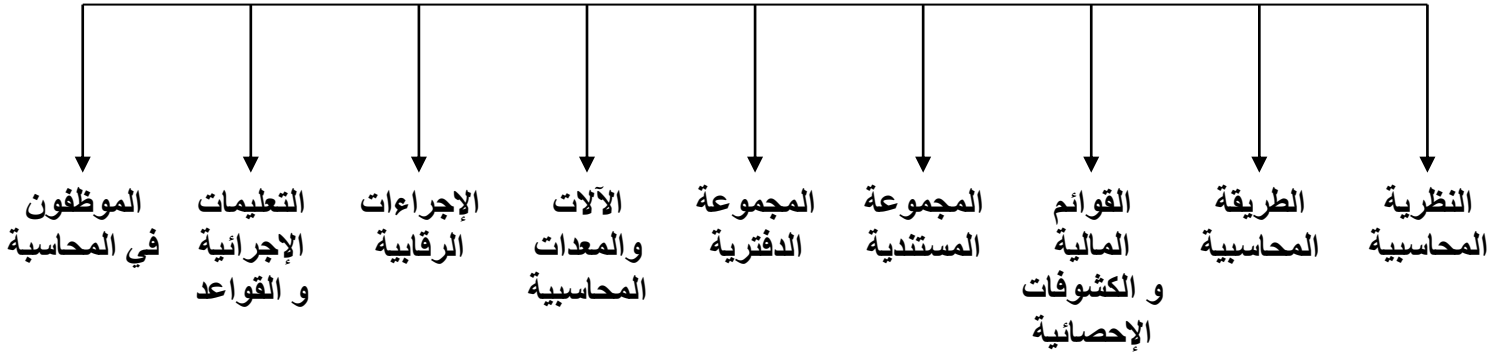 النظرية
المحاسبية
الطريقة
المحاسبية
القوائم
المالية
و الكشوفات
الإحصائية
المجموعة
المستندية
المجموعة
الدفترية
الآلات
والمعدات
المحاسبية
الإجراءات
الرقابية
التعليمات
الإجرائية
و القواعد
الموظفون
في المحاسبة